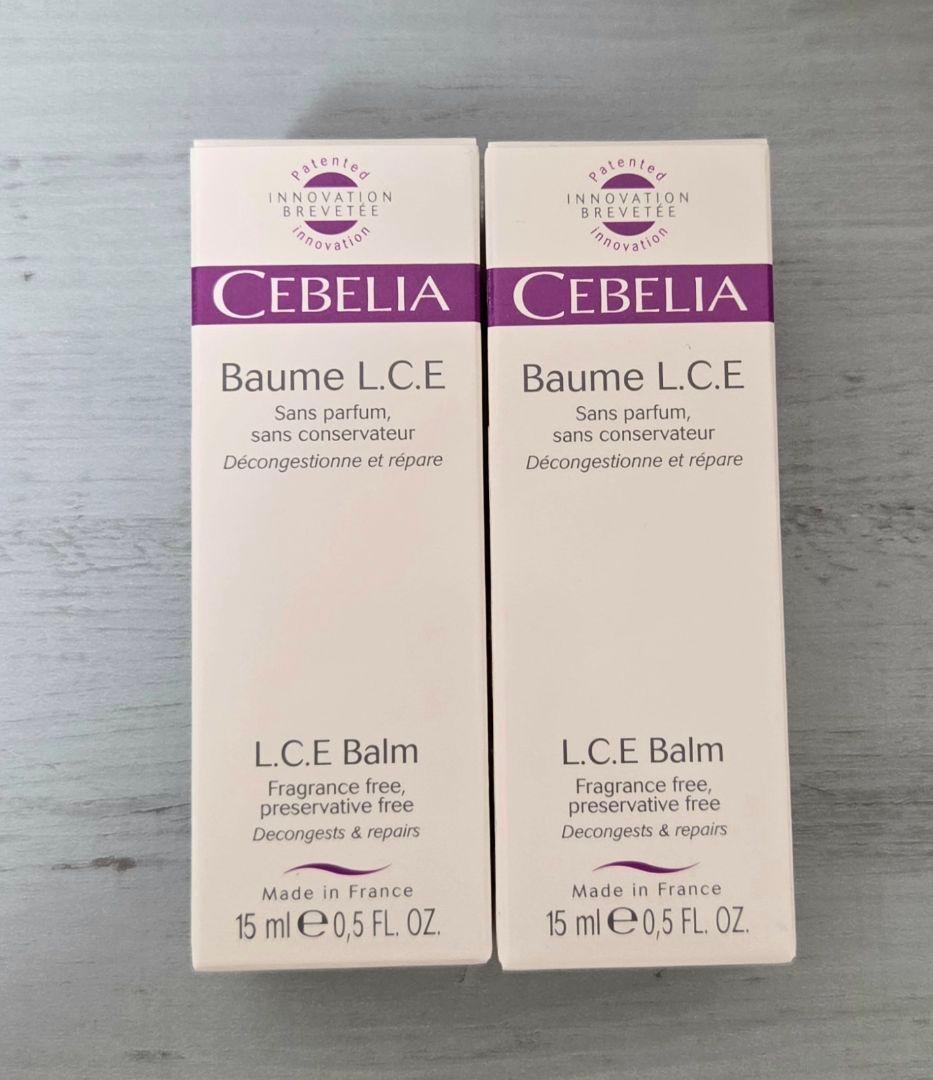 Patented
INNOVATION
BREVETÉE
innovation
CEBELIA
Baume L.C.E
Sans parfum,
sans conservateur
Décongestionne et répare
L.C.E Balm
Fragrance free,
preservative free
Decongests & repairs
Made in France
15 ml e 0,5 FL. OZ.
Patented
INNOVATION
BREVETÉE
innovation
CEBELIA
Baume L.C.E
Sans parfum,
sans conservateur
Décongestionne et répare
L.C.E Balm
Fragrance free,
preservative free
Decongests & repairs
Made in France
15 ml e 0,5 FL. OZ.